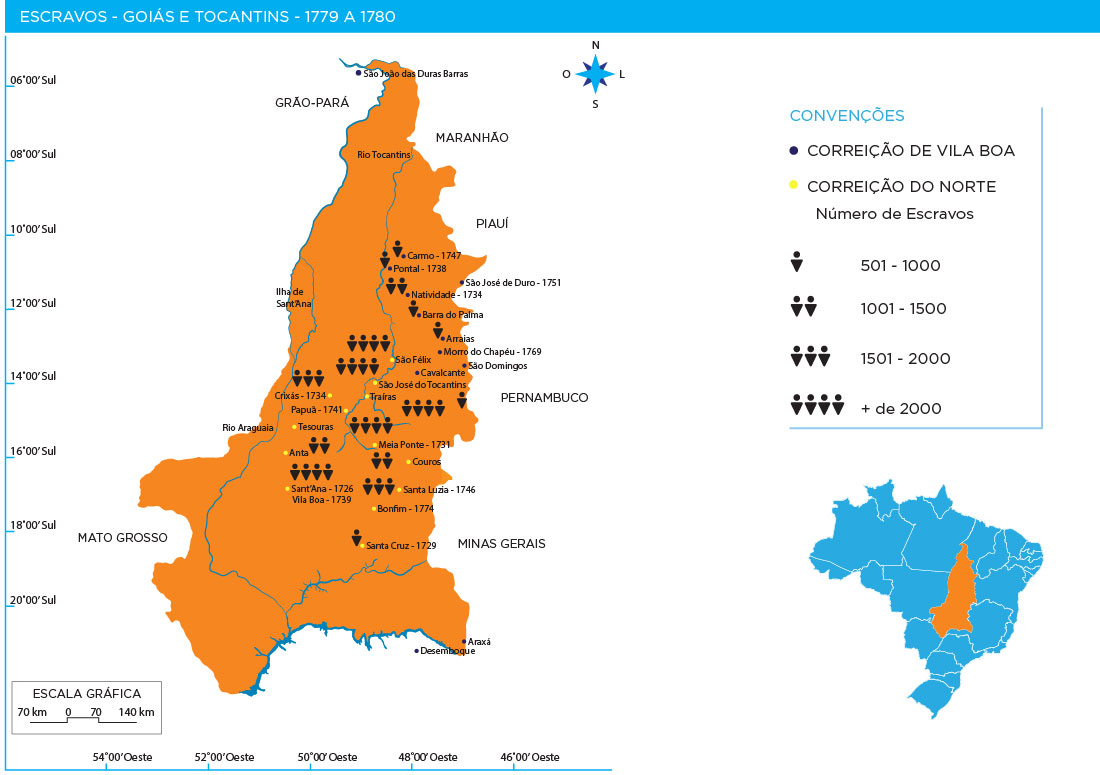 ESCRAVOS - GOIÁS E TOCANTINS - 1779 A 1780
N
O
L
S
06°00'Sul
08°00'Sul
10°00'Sul
12°00'Sul
14°00'Sul
16°00'Sul
18°00'Sul
20°00'Sul
São João das Duras Barras
GRÃO-PARÁ
MARANHÃO
Rio Tocantins
PIAUÍ
Carmo - 1747
Pontal - 1738
São José de Duro - 1751
Ilha de
Sant'Ana
Natividade - 1734
Barra do Palma
Arraias
Morro do Chapéu - 1769
São Félix
São Domingos
Cavalcante
São José do Tocantins
Crixás - 1734
Traíras
PERNAMBUCO
Papuã - 1741
Rio Araguaia
Tesouras
Meia Ponte - 1731
Anta
Couros
Sant'Ana - 1726
Vila Boa - 1739
Santa Luzia - 1746
Bonfim - 1774
MATO GROSSO
Santa Cruz - 1729
MINAS GERAIS
Araxá
Desemboque
CONVENÇÕES
CORREIÇÃO DE VILA BOA
CORREIÇÃO DO NORTE
Número de Escravos
501 - 1000
1001 - 1500
1501 - 2000
+ de 2000
ESCALA GRÁFICA
70 km 0 70 140 km
54°00'Oeste 52°00'Oeste 50°00'Oeste 48°00'Oeste 46°00'Oeste